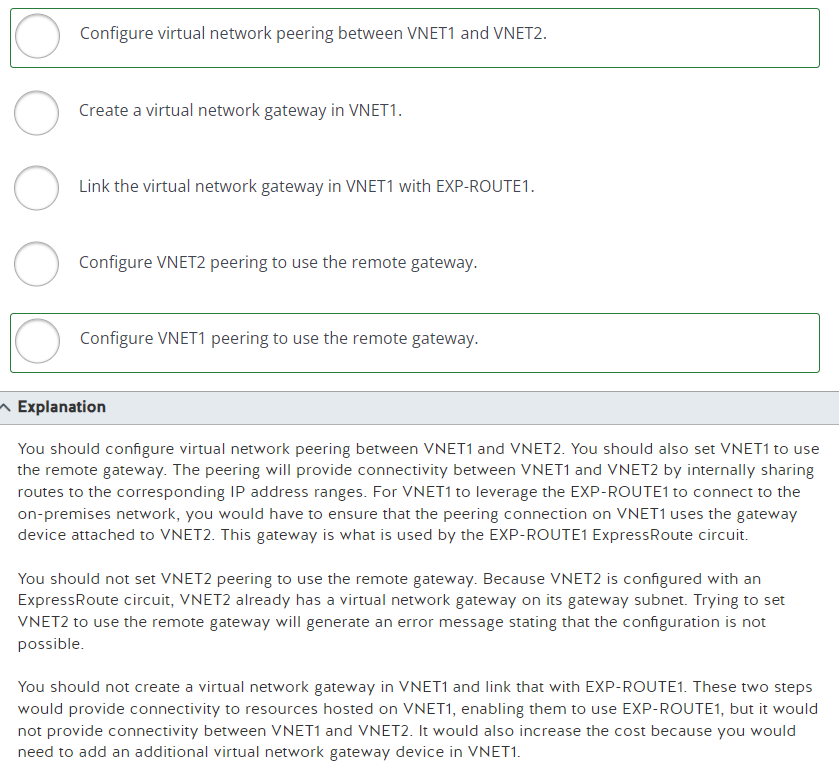 Configure virtual network peering between VNET1 and VNET2.
Create a virtual network gateway in VNET1.
Link the virtual network gateway in VNET1 with EXP-ROUTE1.
Configure VNET2 peering to use the remote gateway.
Configure VNET1 peering to use the remote gateway.
Explanation
You should configure virtual network peering between VNET1 and VNET2. You should also set VNET1 to use
the remote gateway. The peering will provide connectivity between VNET1 and VNET2 by internally sharing
routes to the corresponding IP address ranges. For VNET1 to leverage the EXP-ROUTE1 to connect to the
on-premises network, you would have to ensure that the peering connection on VNET1 uses the gateway
device attached to VNET2. This gateway is what is used by the EXP-ROUTE1 ExpressRoute circuit.
You should not set VNET2 peering to use the remote gateway. Because VNET2 is configured with an
ExpressRoute circuit, VNET2 already has a virtual network gateway on its gateway subnet. Trying to set
VNET2 to use the remote gateway will generate an error message stating that the configuration is not
possible.
You should not create a virtual network gateway in VNET1 and link that with EXP-ROUTE1. These two steps
would provide connectivity to resources hosted on VNET1, enabling them to use EXP-ROUTE1, but it would
not provide connectivity between VNET1 and VNET2. It would also increase the cost because you would
need to add an additional virtual network gateway device in VNET1.